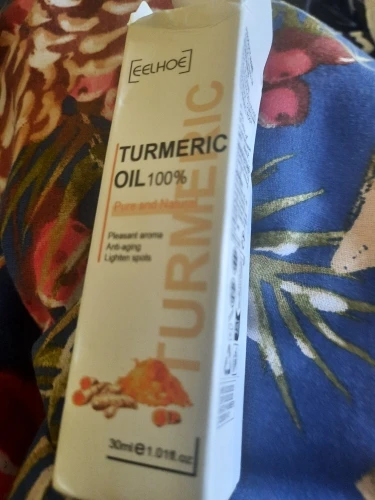 [EELHOE]
TURMERIC
OIL 100%
Pure and Natural
TURMERIC
Pleasant aroma
Anti-aging
Lighten spots
30ml e 1.01fl.oz